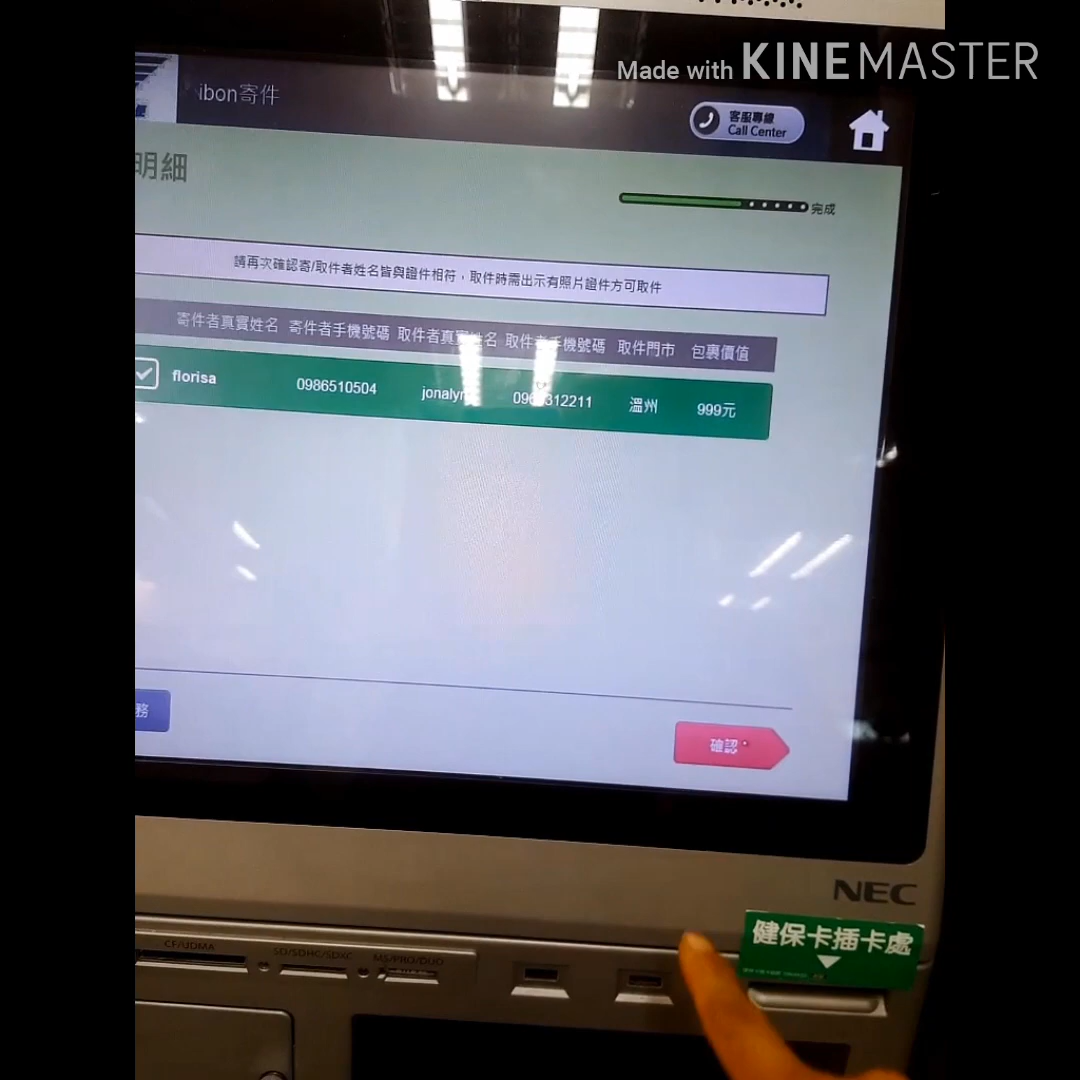 Made with KINEMASTER
ibon寄件
客服專線
Call Center
明細
完成
請再次確認寄/取件者姓名皆與證件相符，取件時需出示有照片證件方可取件
寄件者真實姓名 寄件者手機號碼 取件者真實姓名 取件者手機號碼 取件門市 包裹價值
florisa 0986510504 溫州 999元
務
確認
NEC
健保卡插卡處
CF/UDMA
SD/SDHC/SDXC
MS/PRO/DUO